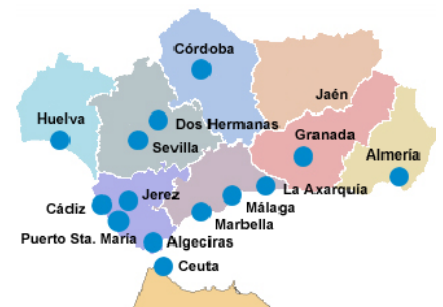 Córdoba
Jaén
Huelva
Dos Hermanas
Granada
Sevilla
Almería
La Axarquía
Jerez
Cádiz
Málaga
Marbella
Puerto Sta. María
Algeciras
Ceuta